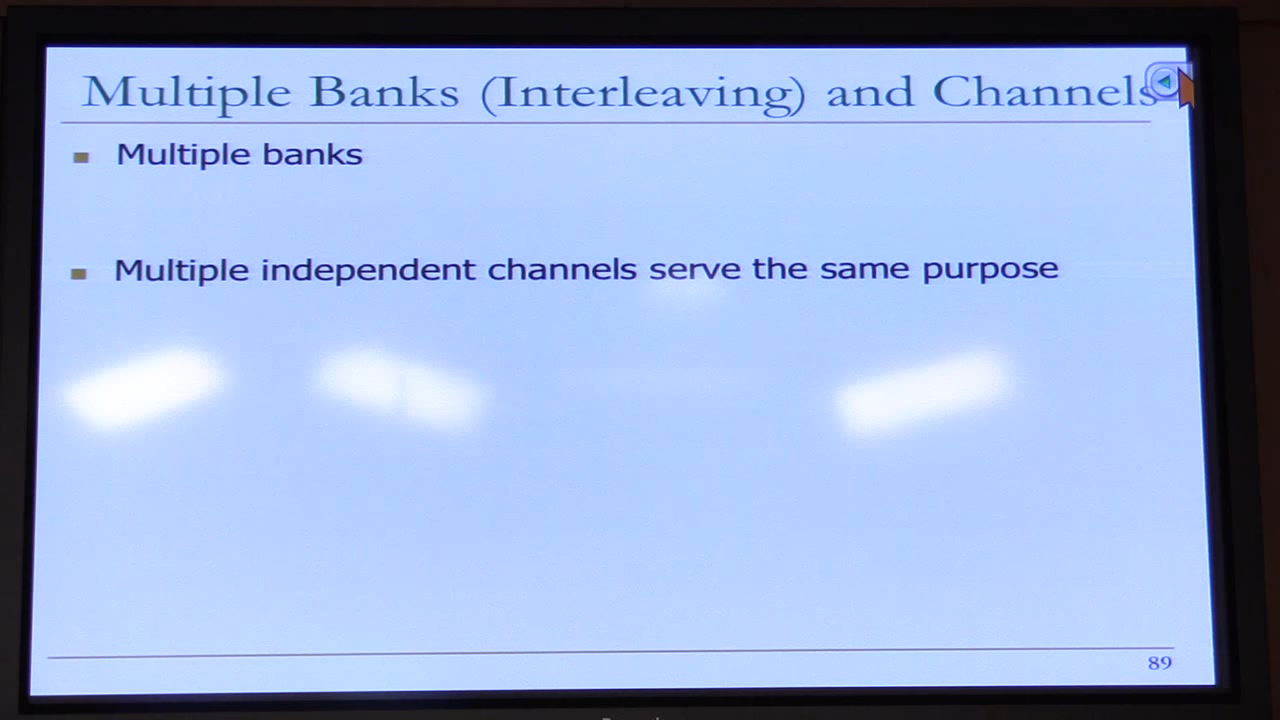 Multiple Banks (Interleaving) and Channels
Multiple banks
Multiple independent channels serve the same purpose
89